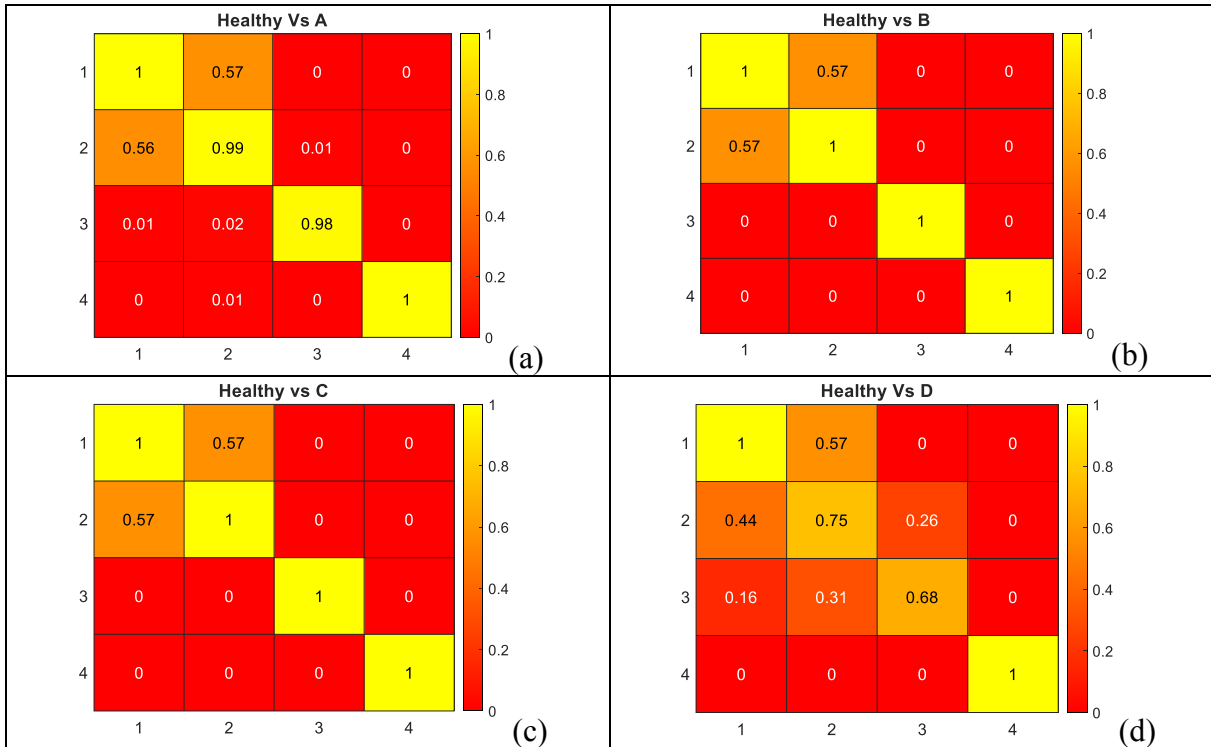 Healthy Vs A
1 1 0.57 0 0
2 0.56 0.99 0.01 0
3 0.01 0.02 0.98 0
4 0 0.01 0 1
1 2 3 4
1
0.8
0.6
0.4
0.2
0
(a)
Healthy vs B
1 1 0.57 0 0
2 0.57 1 0 0
3 0 0 1 0
4 0 0 0 1
1 2 3 4
1
0.8
0.6
0.4
0.2
0
(b)
Healthy vs C
1 1 0.57 0 0
2 0.57 1 0 0
3 0 0 1 0
4 0 0 0 1
1 2 3 4
1
0.8
0.6
0.4
0.2
0
(c)
Healthy Vs D
1 1 0.57 0 0
2 0.44 0.75 0.26 0
3 0.16 0.31 0.68 0
4 0 0 0 1
1 2 3 4
1
0.8
0.6
0.4
0.2
0
(d)